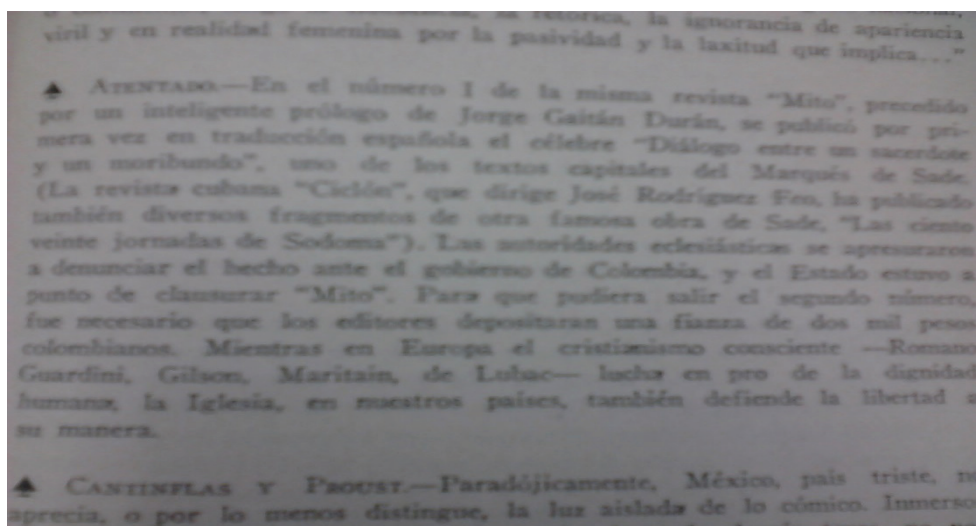 la retórica, la ignorancia de apariencia
viril y en realidad femenina por la pasividad y la laxitud que implica..."
♠ ATENTADO.—En el número I de la misma revista "Mito", precedido
por un inteligente prólogo de Jorge Gaitán Durán, se publicó por pri-
mera vez en traducción española el célebre "Diálogo entre un sacerdote
y un moribundo", uno de los textos capitales del Marqués de Sade.
(La revista cubana "Ciclón", que dirige José Rodríguez Feo, ha publicado
también diversos fragmentos de otra famosa obra de Sade, "Las ciento
veinte jornadas de Sodoma"). Las autoridades eclesiásticas se apresuraron
a denunciar el hecho ante el gobierno de Colombia, y el Estado estuvo a
punto de clausurar "Mito". Para que pudiera salir el segundo número,
fue necesario que los editores depositaran una fianza de dos mil pesos
colombianos. Mientras en Europa el cristianismo consciente —Romano
Guardini, Gilson, Maritain, de Lubac— lucha en pro de la dignidad
humana, la Iglesia, en nuestros países, también defiende la libertad a
su manera.
♠ CANTINFLAS Y PROUST.—Paradójicamente, México, país triste, no
aprecia, o por lo menos distingue, la luz aislada de lo cómico. Inmerso